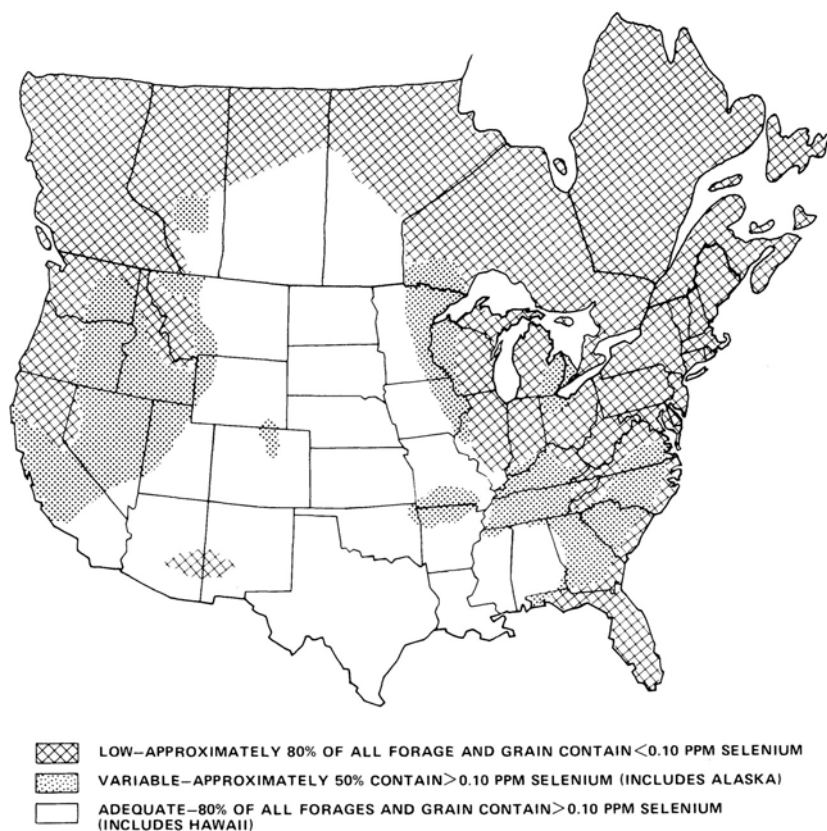 LOW—APPROXIMATELY 80% OF ALL FORAGE AND GRAIN CONTAIN<0.10 PPM SELENIUM
VARIABLE—APPROXIMATELY 50% CONTAIN>0.10 PPM SELENIUM (INCLUDES ALASKA)
ADEQUATE—80% OF ALL FORAGES AND GRAIN CONTAIN>0.10 PPM SELENIUM
(INCLUDES HAWAII)